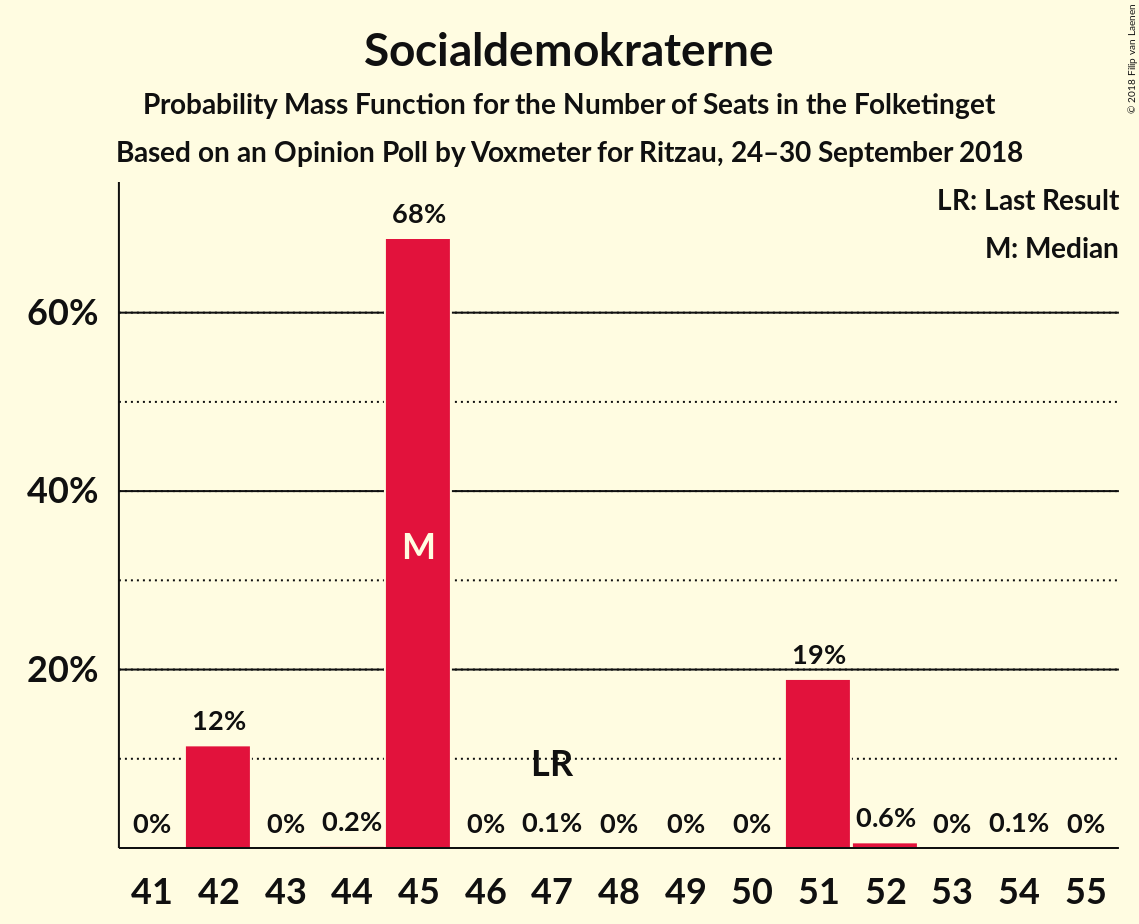 Socialdemokraterne
Probability Mass Function for the Number of Seats in the Folketinget
Based on an Opinion Poll by Voxmeter for Ritzau, 24–30 September 2018
© 2018 Filip van Laenen
LR: Last Result
M: Median
68%
60%
40%
M
20%
19%
12%
LR
0% 0% 0.2% 0% 0.1% 0% 0% 0% 0.6% 0% 0.1% 0%
41 42 43 44 45 46 47 48 49 50 51 52 53 54 55